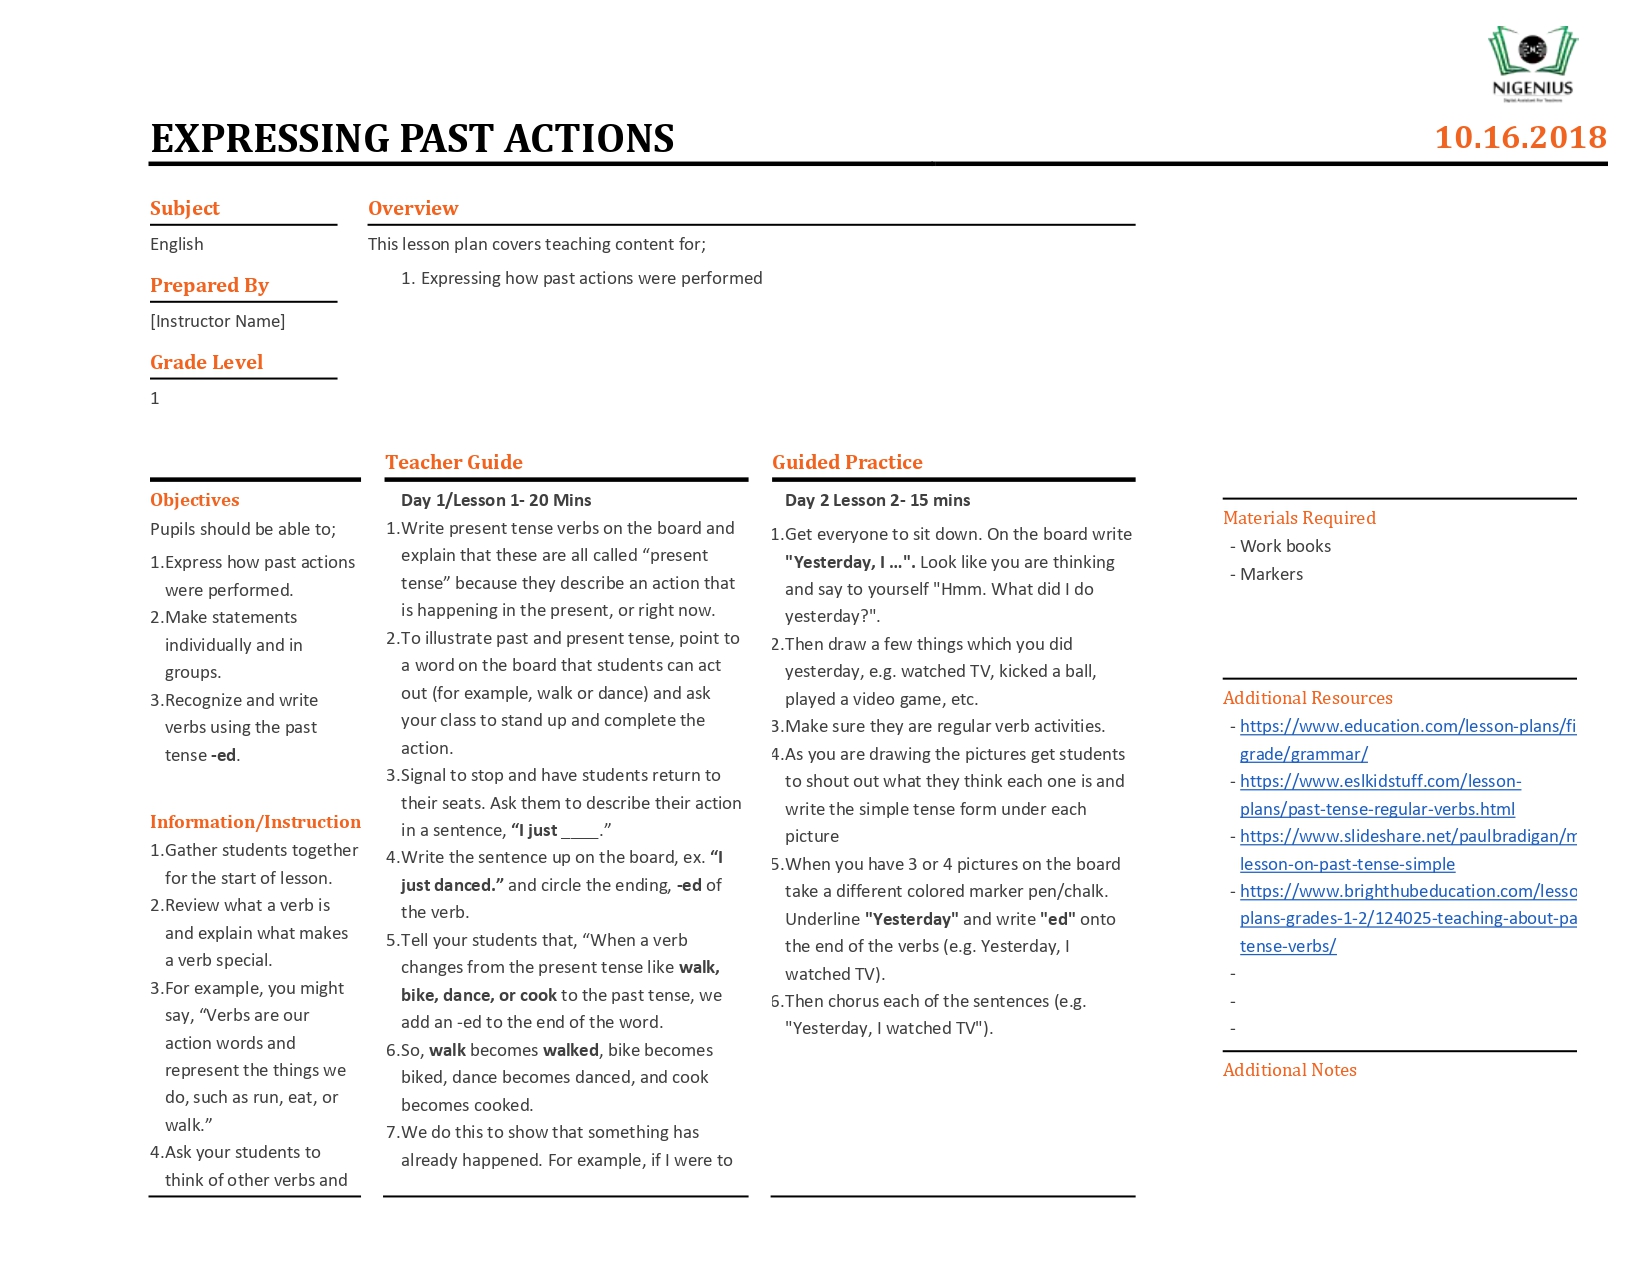 NIGENIUS
Digital Assistant For Teachers
EXPRESSING PAST ACTIONS
10.16.2018
Subject
English
Prepared By
[Instructor Name]
Grade Level
1
Overview
This lesson plan covers teaching content for;
1. Expressing how past actions were performed
Objectives
Pupils should be able to;
1.Express how past actions
were performed.
2.Make statements
individually and in
groups.
3.Recognize and write
verbs using the past
tense -ed.
Information/Instruction
1.Gather students together
for the start of lesson.
2.Review what a verb is
and explain what makes
a verb special.
3.For example, you might
say, “Verbs are our
action words and
represent the things we
do, such as run, eat, or
walk.”
4.Ask your students to
think of other verbs and
Teacher Guide
Day 1/Lesson 1- 20 Mins
1.Write present tense verbs on the board and
explain that these are all called “present
tense” because they describe an action that
is happening in the present, or right now.
2.To illustrate past and present tense, point to
a word on the board that students can act
out (for example, walk or dance) and ask
your class to stand up and complete the
action.
3.Signal to stop and have students return to
their seats. Ask them to describe their action
in a sentence, “I just ____.”
4.Write the sentence up on the board, ex. “I
just danced.” and circle the ending, -ed of
the verb.
5.Tell your students that, “When a verb
changes from the present tense like walk,
bike, dance, or cook to the past tense, we
add an -ed to the end of the word.
6.So, walk becomes walked, bike becomes
biked, dance becomes danced, and cook
becomes cooked.
7.We do this to show that something has
already happened. For example, if I were to
Guided Practice
Day 2 Lesson 2- 15 mins
1.Get everyone to sit down. On the board write
"Yesterday, I ...". Look like you are thinking
and say to yourself "Hmm. What did I do
yesterday?".
2.Then draw a few things which you did
yesterday, e.g. watched TV, kicked a ball,
played a video game, etc.
3.Make sure they are regular verb activities.
4.As you are drawing the pictures get students
to shout out what they think each one is and
write the simple tense form under each
picture
5.When you have 3 or 4 pictures on the board
take a different colored marker pen/chalk.
Underline "Yesterday" and write "ed" onto
the end of the verbs (e.g. Yesterday, I
watched TV).
6.Then chorus each of the sentences (e.g.
"Yesterday, I watched TV").
Materials Required
- Work books
- Markers
Additional Resources
- https://www.education.com/lesson-plans/fi
grade/grammar/
- https://www.eslkidstuff.com/lesson-
plans/past-tense-regular-verbs.html
- https://www.slideshare.net/paulbradigan/m
lesson-on-past-tense-simple
- https://www.brighthubeducation.com/lesso
plans-grades-1-2/124025-teaching-about-pa
tense-verbs/
-
-
-
Additional Notes